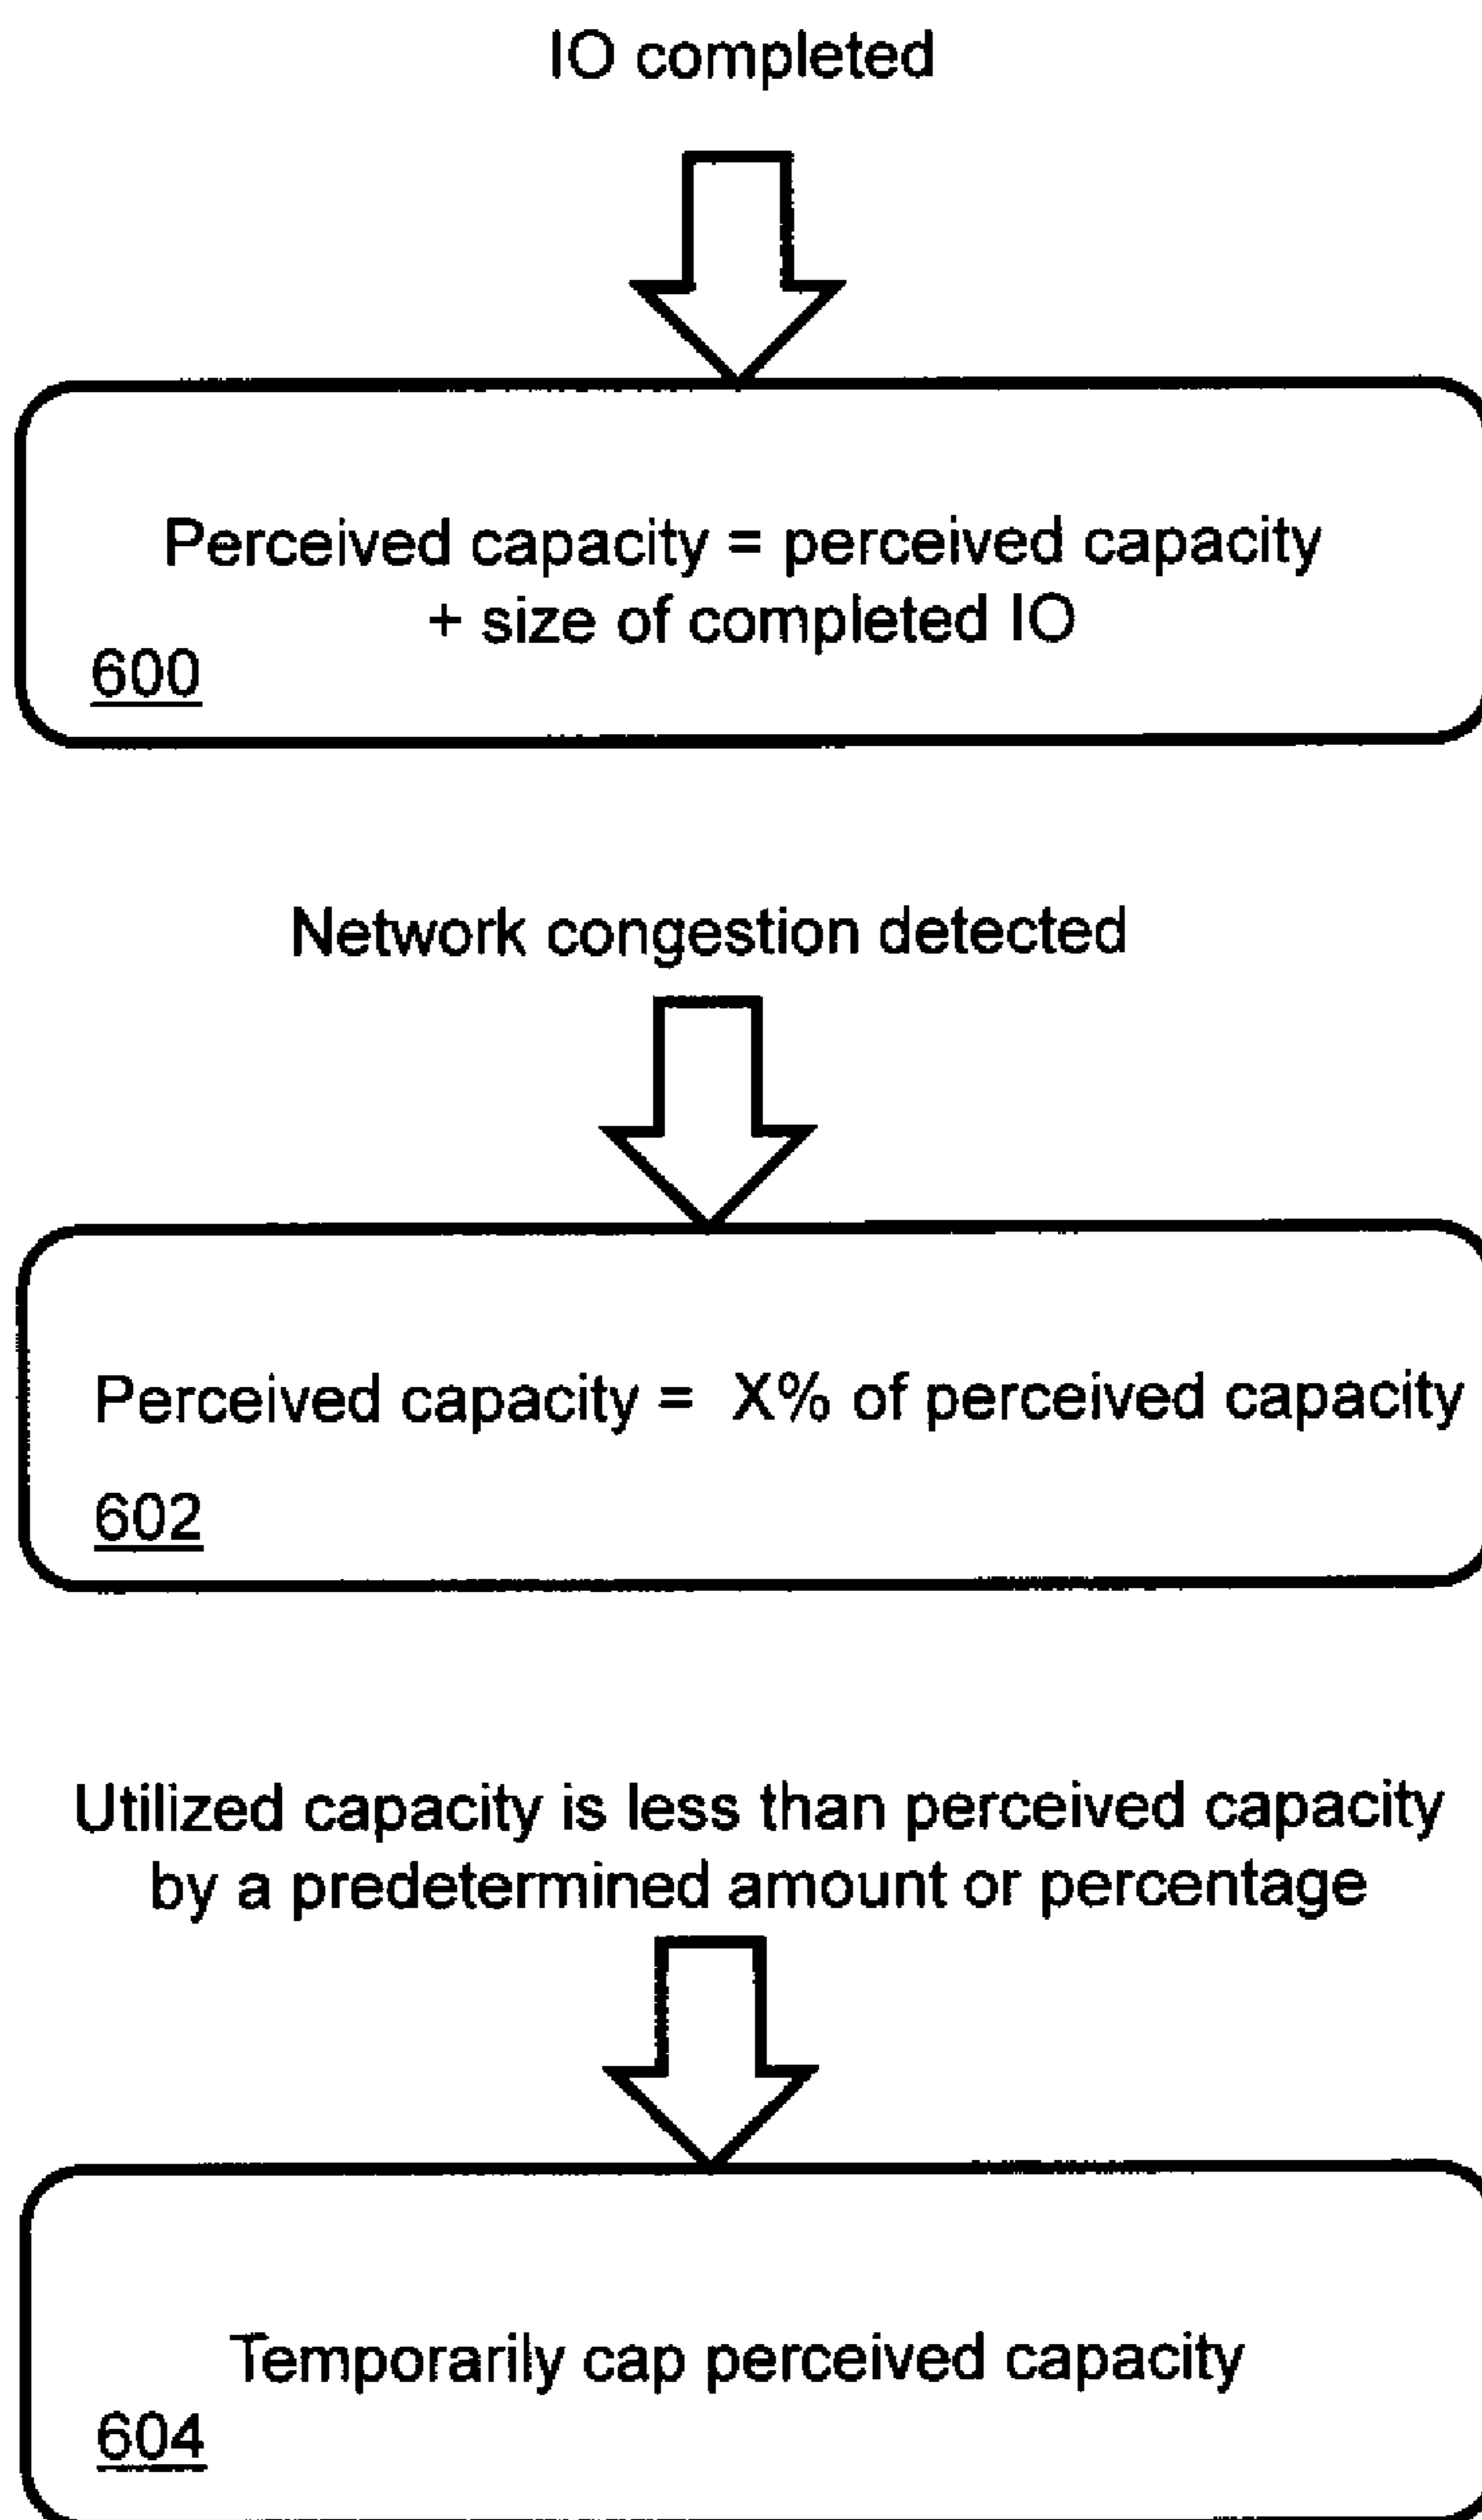 IO completed
Perceived capacity = perceived capacity
+ size of completed IO
600
Network congestion detected
Perceived capacity = X% of perceived capacity
602
Utilized capacity is less than perceived capacity
by a predetermined amount or percentage
Temporarily cap perceived capacity
604